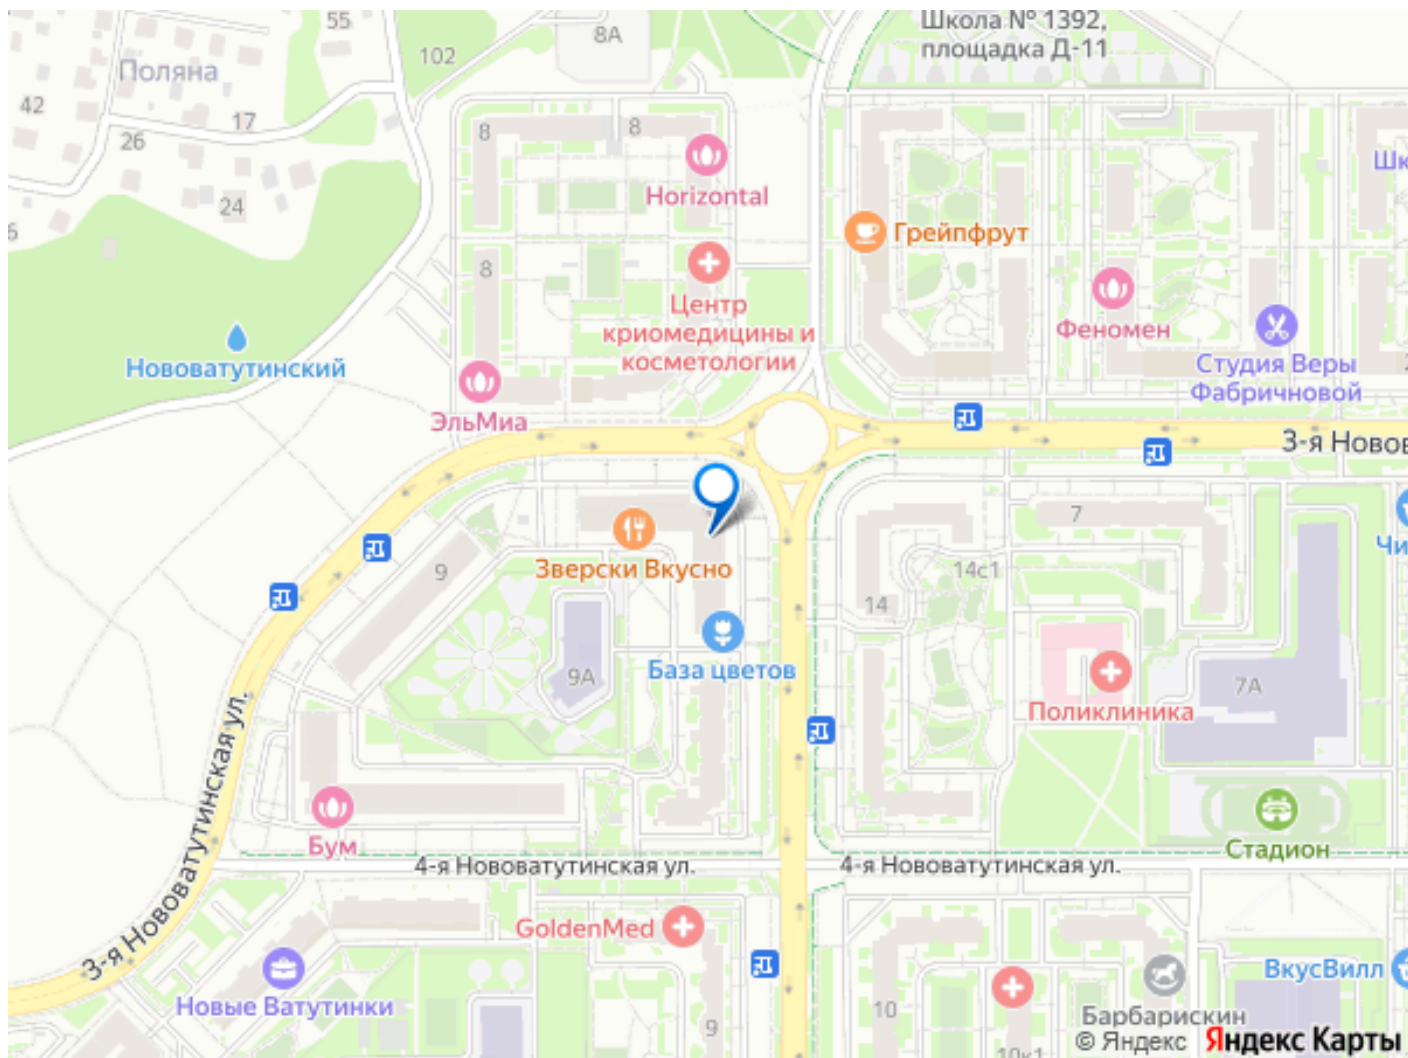 55
Школа № 1392,
площадка Д-11
8А
102
Поляна
42
17
26
8
8
Horizontal
Шк
24
Грейпфрут
8
Центр
криомедицины и
косметологии
Феномен
Студия Веры
Фабричновой
Нововатутинский
ЭльМиа
3-я Новов
7
Зверски Вкусно
9
14с1
14
Чи
9А
База цветов
7А
Поликлиника
3-я Нововатутинская ул.
Бум
Стадион
4-я Нововатутинская ул.
4-я Нововатутинская ул.
GoldenMed
Новые Ватутинки
9
10
ВкусВилл
Барбарискин
10к1
© Яндекс Яндекс Карты